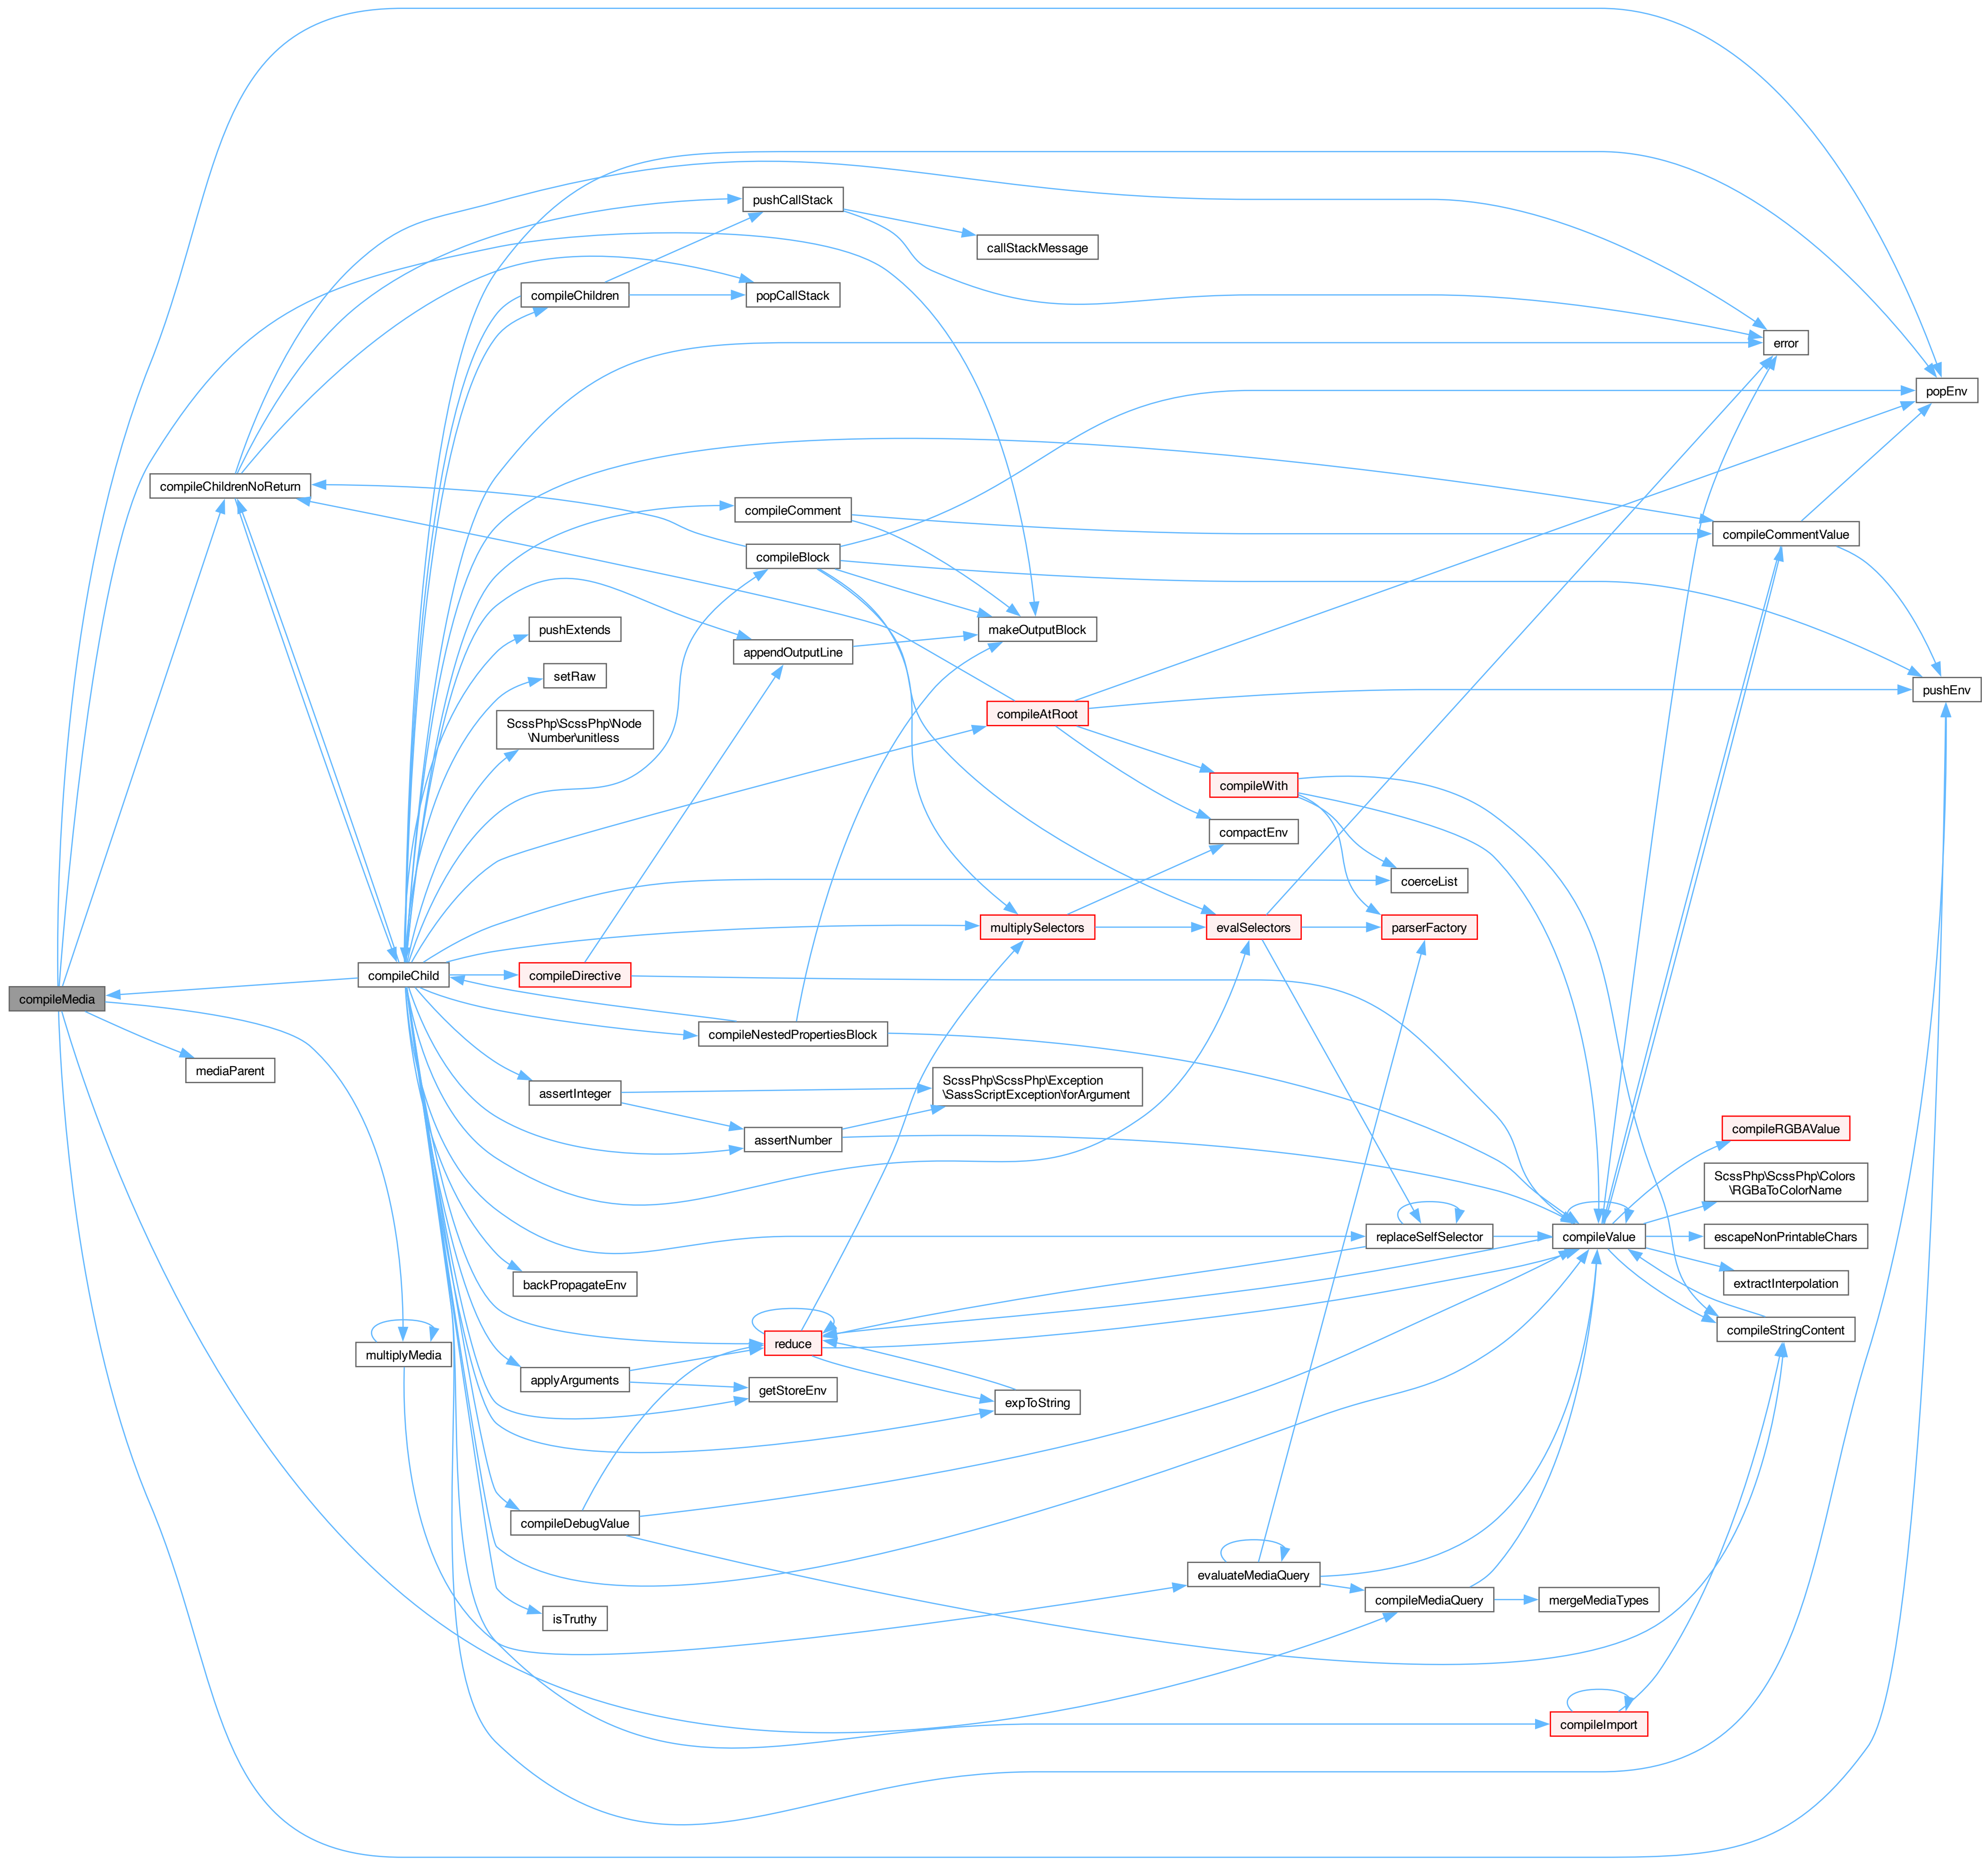 pushCallStack
callStackMessage
compileChildren
popCallStack
error
popEnv
compileChildrenNoReturn
compileComment
compileCommentValue
compileBlock
pushExtends
makeOutputBlock
appendOutputLine
setRaw
pushEnv
compileAtRoot
ScssPhp\ScssPhp\Node
\Number\unitless
compileWith
compactEnv
coerceList
multiplySelectors
evalSelectors
parserFactory
compileChild
compileDirective
compileMedia
compileNestedPropertiesBlock
mediaParent
assertInteger
ScssPhp\ScssPhp\Exception
\SassScriptException\forArgument
assertNumber
compileRGBAValue
ScssPhp\ScssPhp\Colors
\RGBaToColorName
replaceSelfSelector
compileValue
escapeNonPrintableChars
backPropagateEnv
extractInterpolation
compileStringContent
reduce
multiplyMedia
applyArguments
getStoreEnv
expToString
compileDebugValue
evaluateMediaQuery
compileMediaQuery
mergeMediaTypes
isTruthy
compileImport